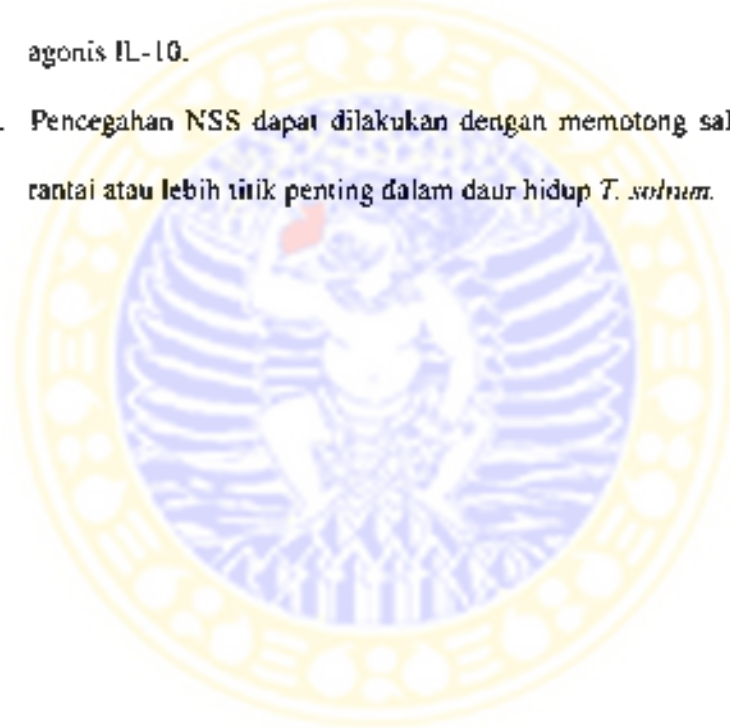 agonis IL-10.
. Pencegahan NSS dapat dilakukan dengan memotong sal
rantai atau lebih titik penting dalam daur hidup T. solium.